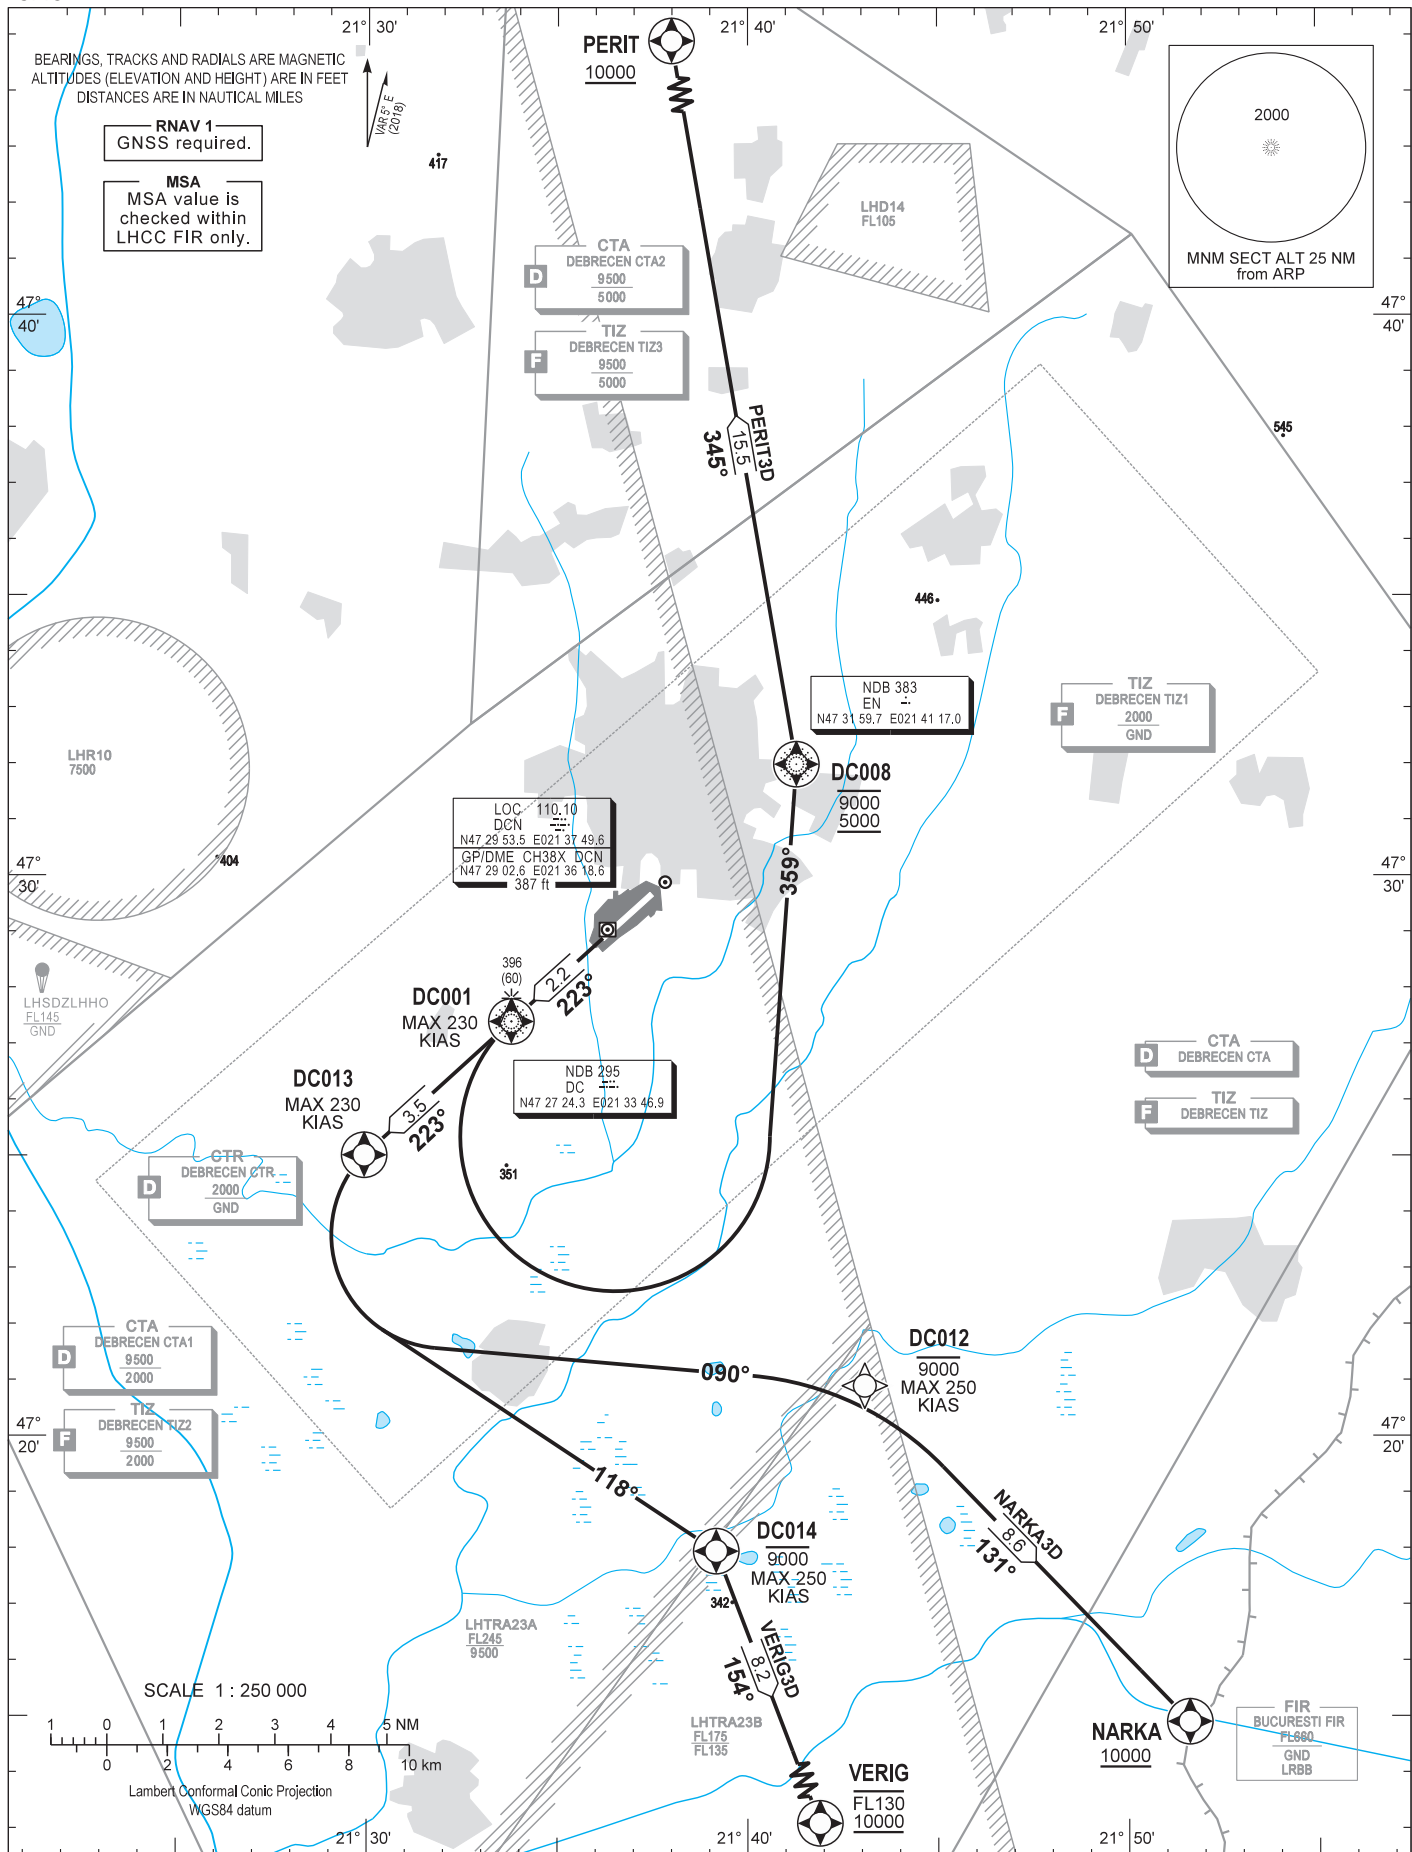 21° 30'
21° 40'
21° 50'
BEARINGS, TRACKS AND RADIALS ARE MAGNETIC
ALTITUDES (ELEVATION AND HEIGHT) ARE IN FEET
DISTANCES ARE IN NAUTICAL MILES
VAR 5° E
(2018)
RNAV 1
GNSS required.
MSA
MSA value is
checked within
LHCC FIR only.
417
PERIT
10000
2000
MNM SECT ALT 25 NM
from ARP
LHD14
FL105
CTA
DEBRECEN CTA2
D
9500
5000
TIZ
DEBRECEN TIZ3
F
9500
5000
47°
40'
47°
40'
PERIT3D
15.5
345°
545
446
NDB 383
EN
N47 31 59.7 E021 41 17.0
TIZ
DEBRECEN TIZ1
F
2000
GND
LHR10
7500
DC008
9000
5000
LOC 110.10
DCN
N47 29 53.5 E021 37 49.6
GP/DME CH38X DCN
N47 29 02.6 E021 36 18.6
387 ft
404
359°
47°
30'
47°
30'
LHSDZLHHO
FL145
GND
396
(60)
2.2
223°
DC001
MAX 230
KIAS
NDB 295
DC
N47 27 24.3 E021 33 46.9
CTA
D
DEBRECEN CTA
TIZ
F
DEBRECEN TIZ
DC013
MAX 230
KIAS
3.5
223°
351
CTR
DEBRECEN CTR
D
2000
GND
CTA
DEBRECEN CTA1
D
9500
2000
TIZ
DEBRECEN TIZ2
F
9500
2000
DC012
9000
MAX 250
KIAS
090°
47°
20'
47°
20'
118°
DC014
9000
MAX 250
KIAS
342
NARKA3D
8.6
131°
LHTRA23A
FL245
9500
VERIG3D
8.2
154°
LHTRA23B
FL175
FL135
SCALE 1 : 250 000
1 0 1 2 3 4 5 NM
0 2 4 6 8 10 km
Lambert Conformal Conic Projection
WGS84 datum
NARKA
10000
FIR
BUCURESTI FIR
FL660
GND
LRBB
VERIG
FL130
10000
21° 30'
21° 40'
21° 50'